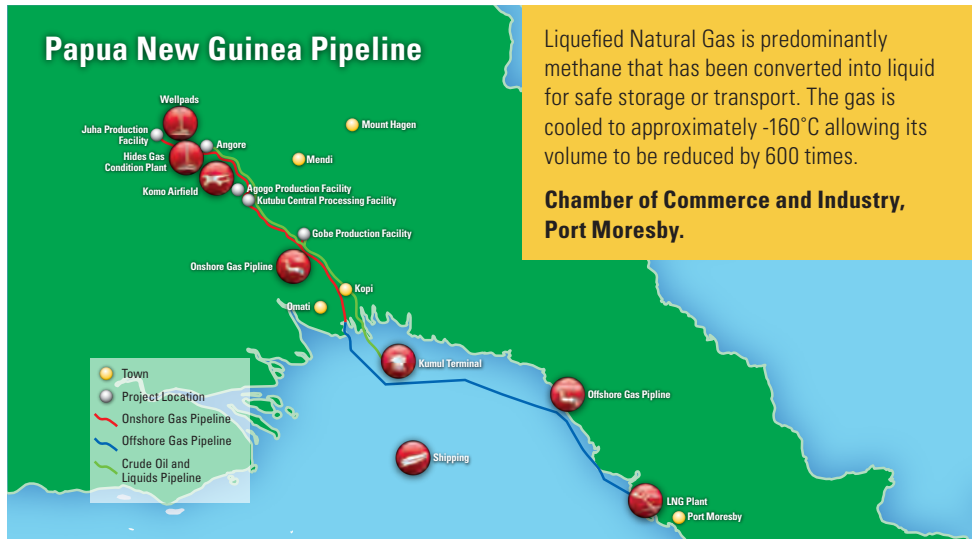 Papua New Guinea Pipeline
Liquefied Natural Gas is predominantly
methane that has been converted into liquid
for safe storage or transport. The gas is
cooled to approximately -160˚C allowing its
volume to be reduced by 600 times.
Chamber of Commerce and Industry,
Port Moresby.
Wellpads
Juha Production
Facility
Hides Gas
Condition Plant
Angore
Komo Airfield
Agogo Production Facility
Kutubu Central Processing Facility
Mount Hagen
Mendi
Gobe Production Facility
Onshore Gas Pipline
Kopi
Omati
Kumul Terminal
Offshore Gas Pipline
Shipping
LNG Plant
Port Moresby
Town
Project Location
Onshore Gas Pipeline
Offshore Gas Pipeline
Crude Oil and
Liquids Pipeline